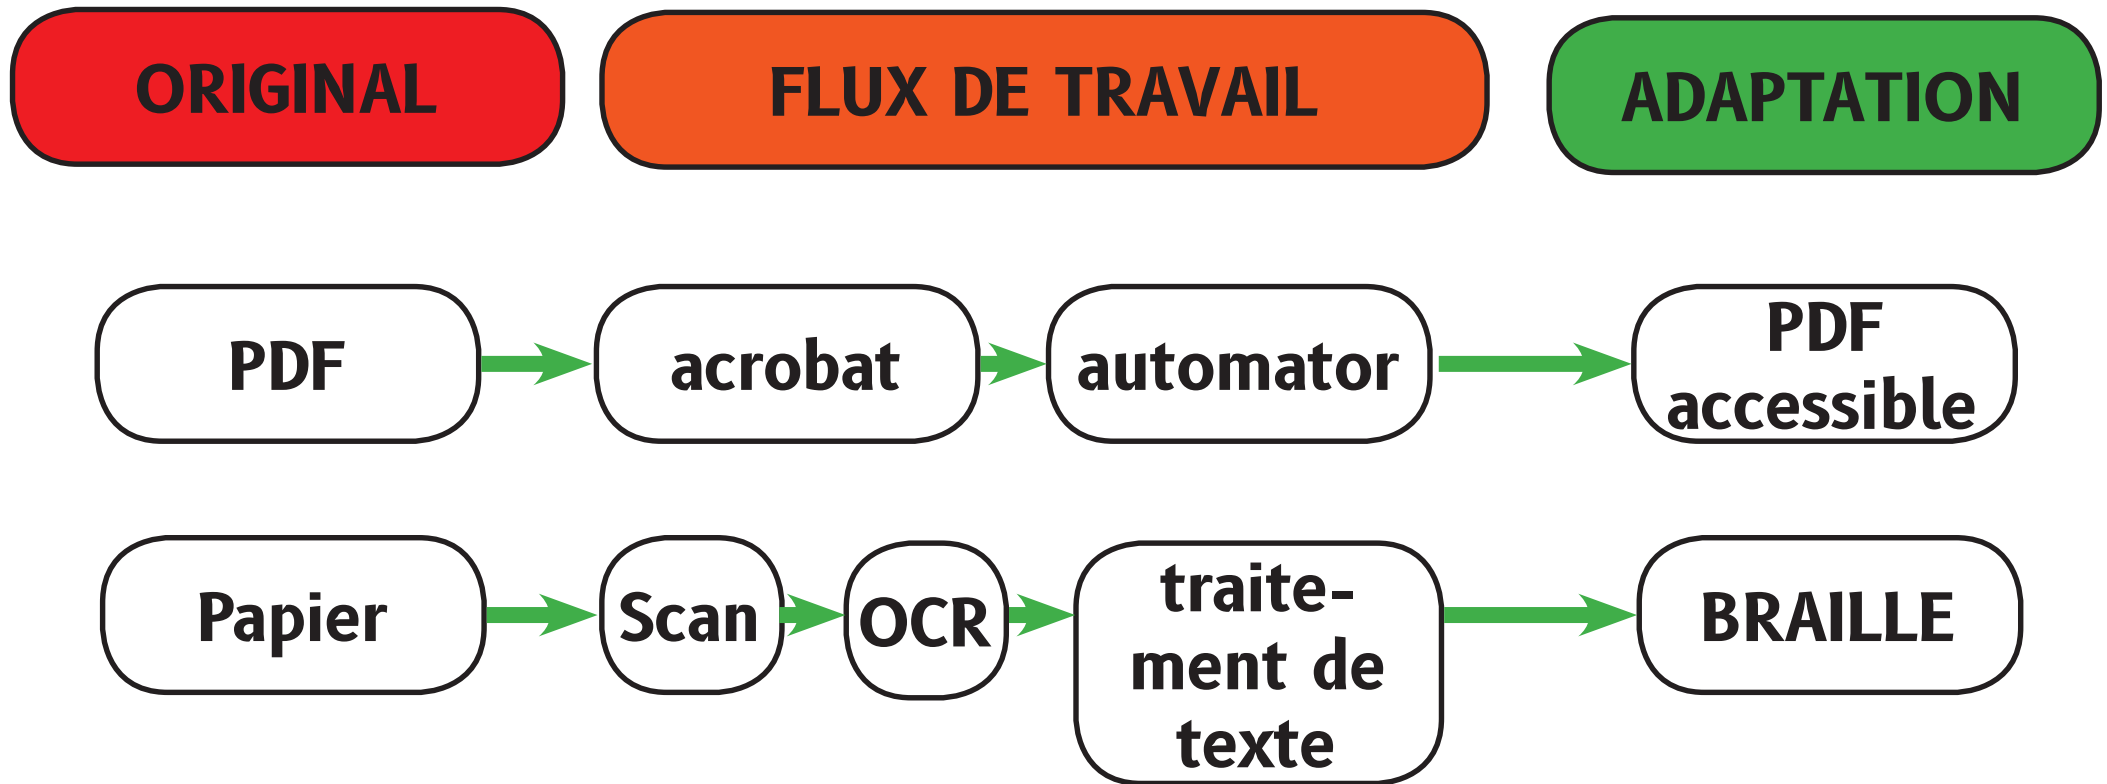 ORIGINAL
FLUX DE TRAVAIL
ADAPTATION
PDF
acrobat
automator
PDF
accessible
Papier
Scan
OCR
traite-
ment de
texte
BRAILLE